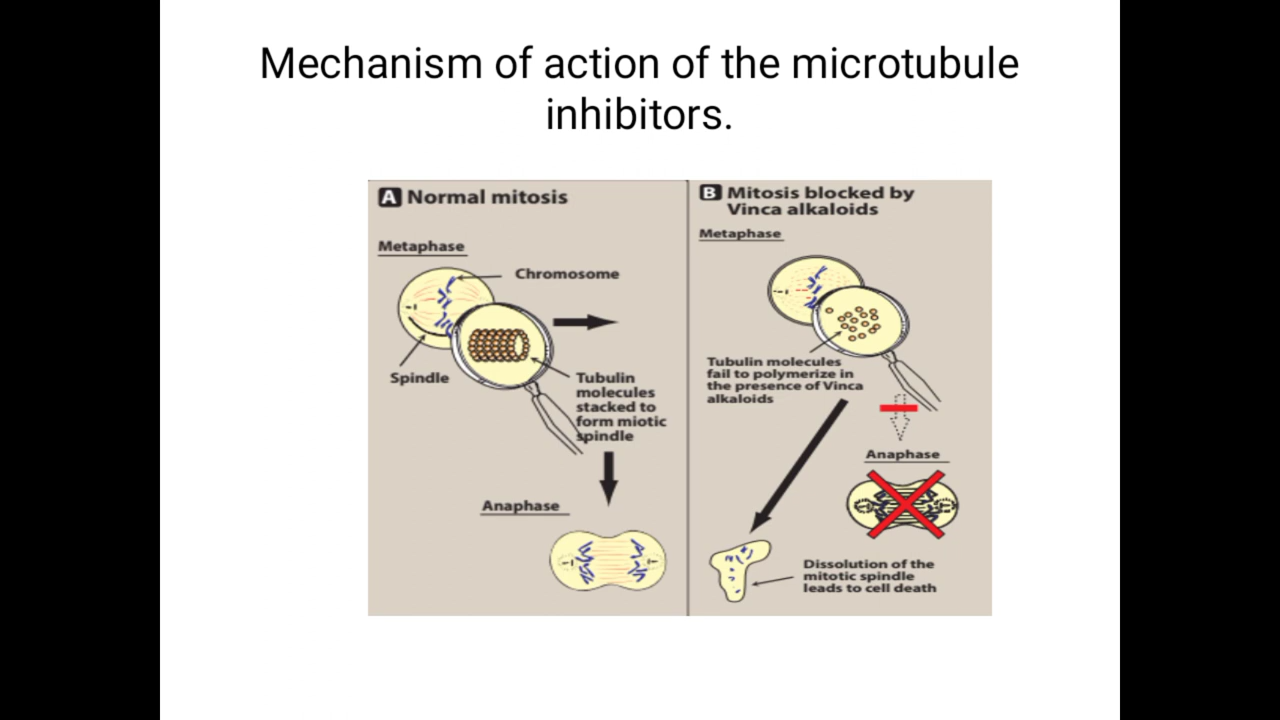 Mechanism of action of the microtubule
inhibitors.
A Normal mitosis
Metaphase
Chromosome
Spindle
Tubulin
molecules
stacked to
form miotic
spindle
Anaphase
B Mitosis blocked by
Vinca alkaloids
Metaphase
Tubulin molecules
fail to polymerize in
the presence of Vinca
alkaloids
Anaphase
Dissolution of the
mitotic spindle
leads to cell death